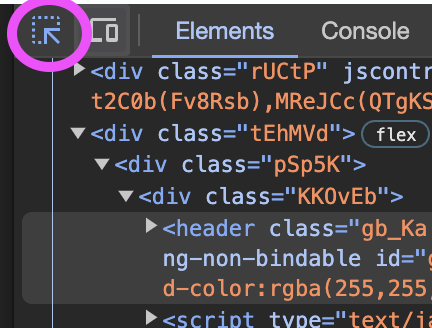 Elements Console
<div class="rUCtP" jscontr
t2C0b(Fv8Rsb),MReJCc(QTgKS
<div class="tEhMVd"> flex
<div class="pSp5K">
<div class="KKOvEb">
<header class="gb_Ka
ng-non-bindable id="g
d-color:rgba(255,255,
<script type="text/ja